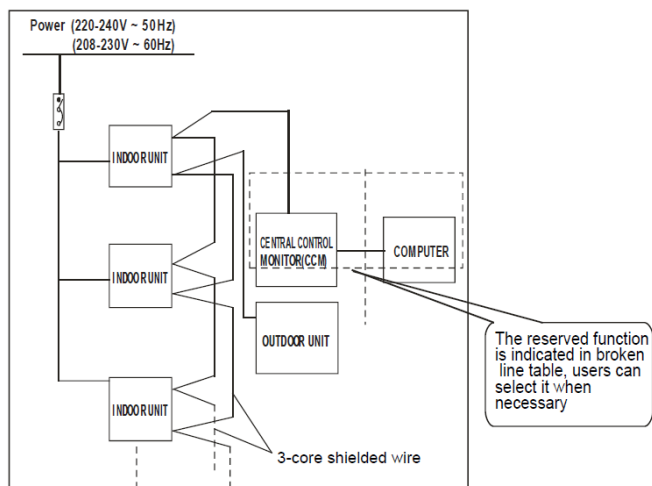 Power (220-240V ~ 50Hz)
(208-230V ~ 60Hz)
INDOOR UNIT
CENTRAL CONTROL
MONITOR(CCM)
COMPUTER
INDOOR UNIT
OUTDOOR UNIT
The reserved function
is indicated in broken
line table, users can
select it when
necessary
INDOOR UNIT
3-core shielded wire